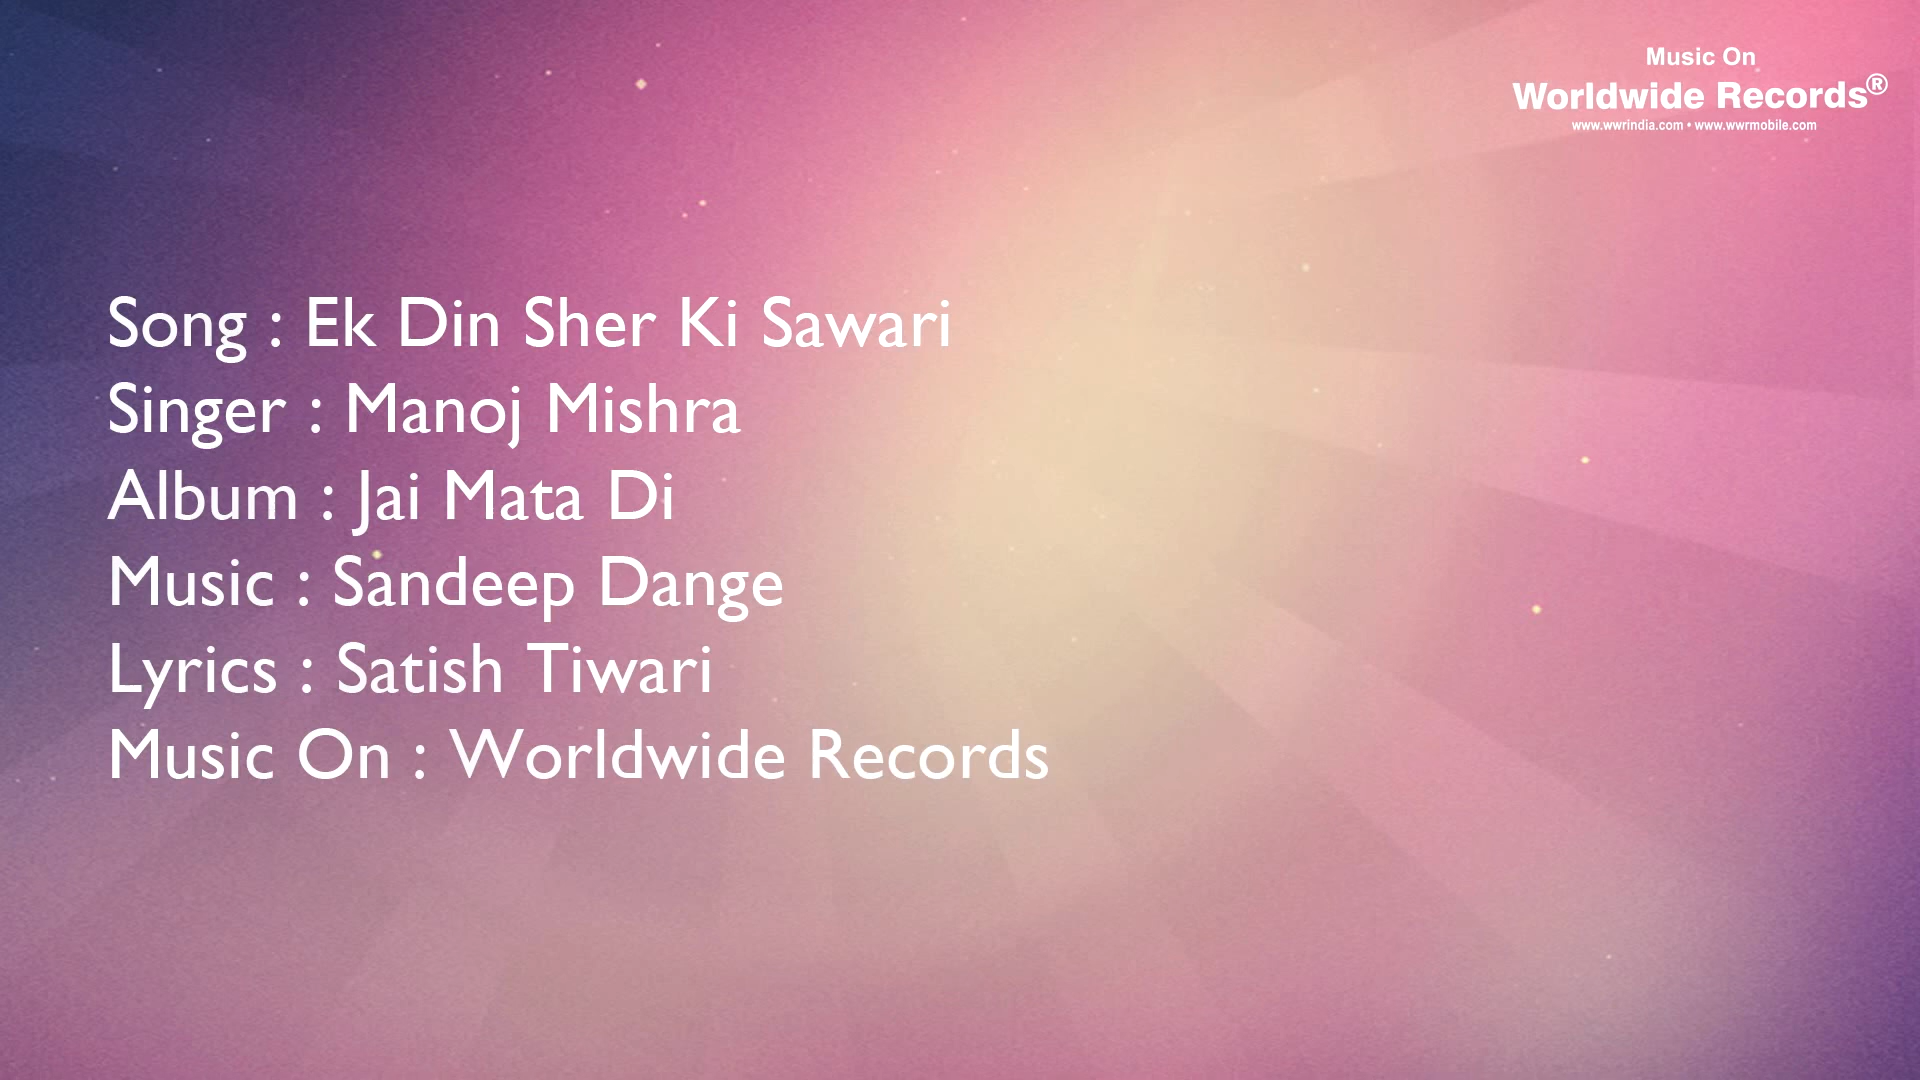 Music On
Worldwide Records®
www.wwrindia.com • www.wwrmobile.com
Song : Ek Din Sher Ki Sawari
Singer : Manoj Mishra
Album : Jai Mata Di
Music : Sandeep Dange
Lyrics : Satish Tiwari
Music On : Worldwide Records